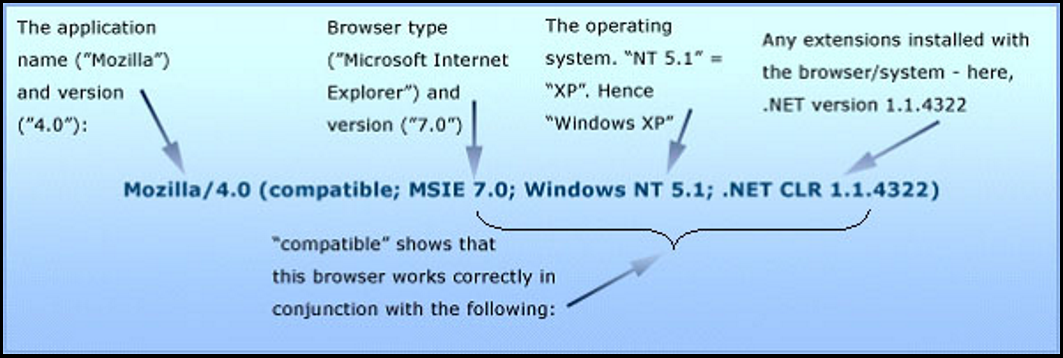 The application
name ("Mozilla")
and version
("4.0"):
Browser type
("Microsoft Internet
Explorer") and
version ("7.0")
The operating
system. "NT 5.1" =
"XP". Hence
"Windows XP"
Any extensions installed with
the browser/system - here,
.NET version 1.1.4322
Mozilla/4.0 (compatible; MSIE 7.0; Windows NT 5.1; .NET CLR 1.1.4322)
"compatible" shows that
this browser works correctly in
conjunction with the following: